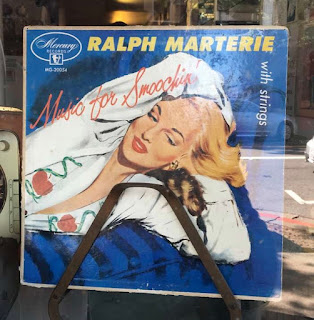 Mercury
RECORDS
MG-20054
RALPH MARTERIE
with strings
Music for Smoochin'